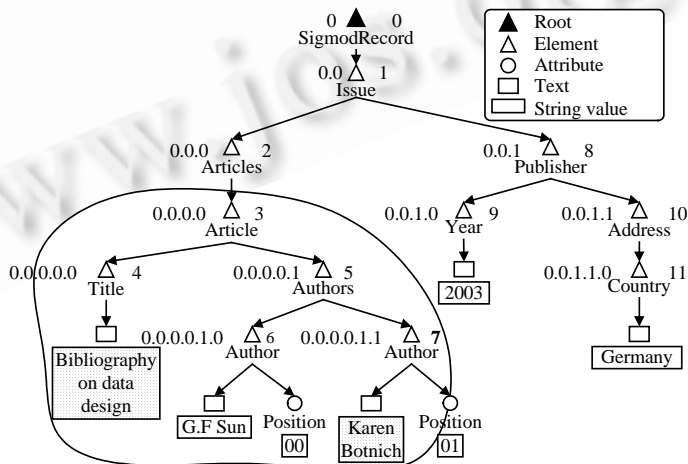 0 0
SigmodRecord
0.0 1
Issue
Root
Element
Attribute
Text
String value
0.0.0 2
Articles
0.0.1 8
Publisher
0.0.0.0 3
Article
0.0.1.0 9
Year
0.0.1.1 10
Address
0.0.0.0.0 4
Title
0.0.0.0.1 5
Authors
2003
0.0.1.1.0 11
Country
0.0.0.0.1.0 6
Author
0.0.0.0.1.1 7
Author
Bibliography
on data
design
Germany
G.F Sun
Position
00
Karen
Botnich
Position
01
www.jos.o